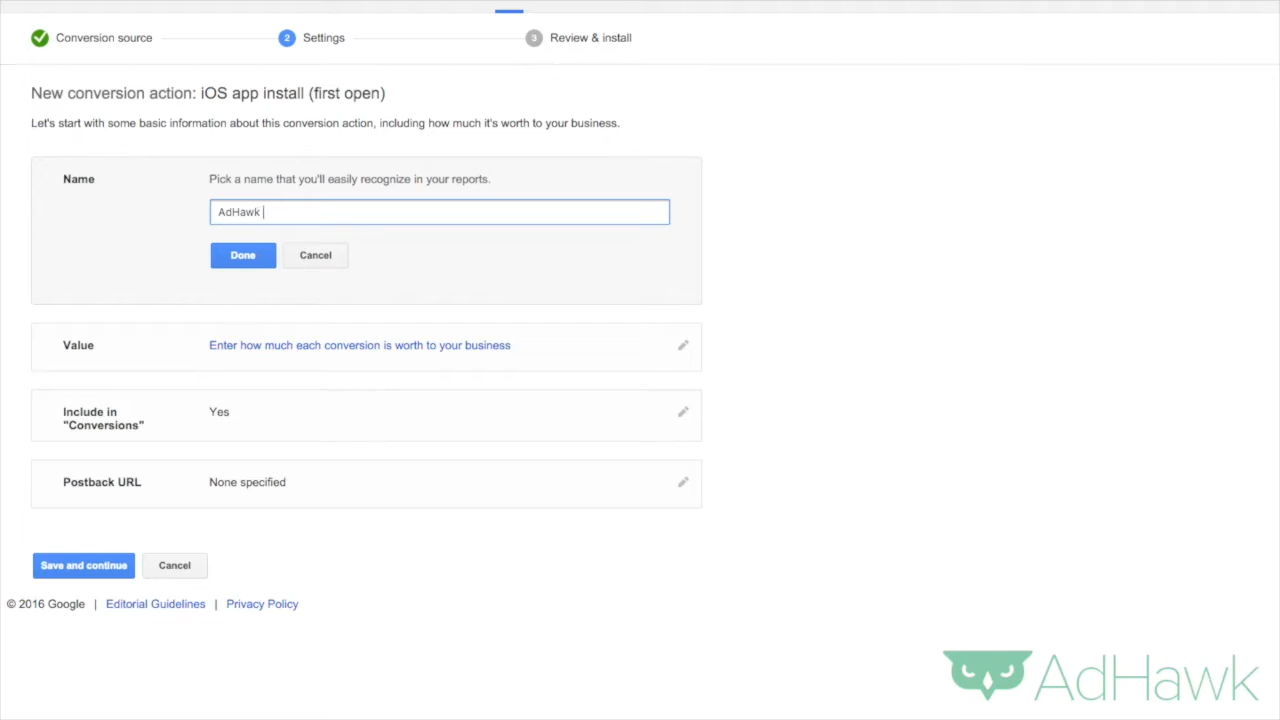 Conversion source
2 Settings
3 Review & install
New conversion action: iOS app install (first open)
Let's start with some basic information about this conversion action, including how much it's worth to your business.
Name
Pick a name that you'll easily recognize in your reports.
AdHawk
Done
Cancel
Value
Enter how much each conversion is worth to your business
Include in
"Conversions"
Yes
Postback URL
None specified
Save and continue
Cancel
© 2016 Google | Editorial Guidelines | Privacy Policy
AdHawk